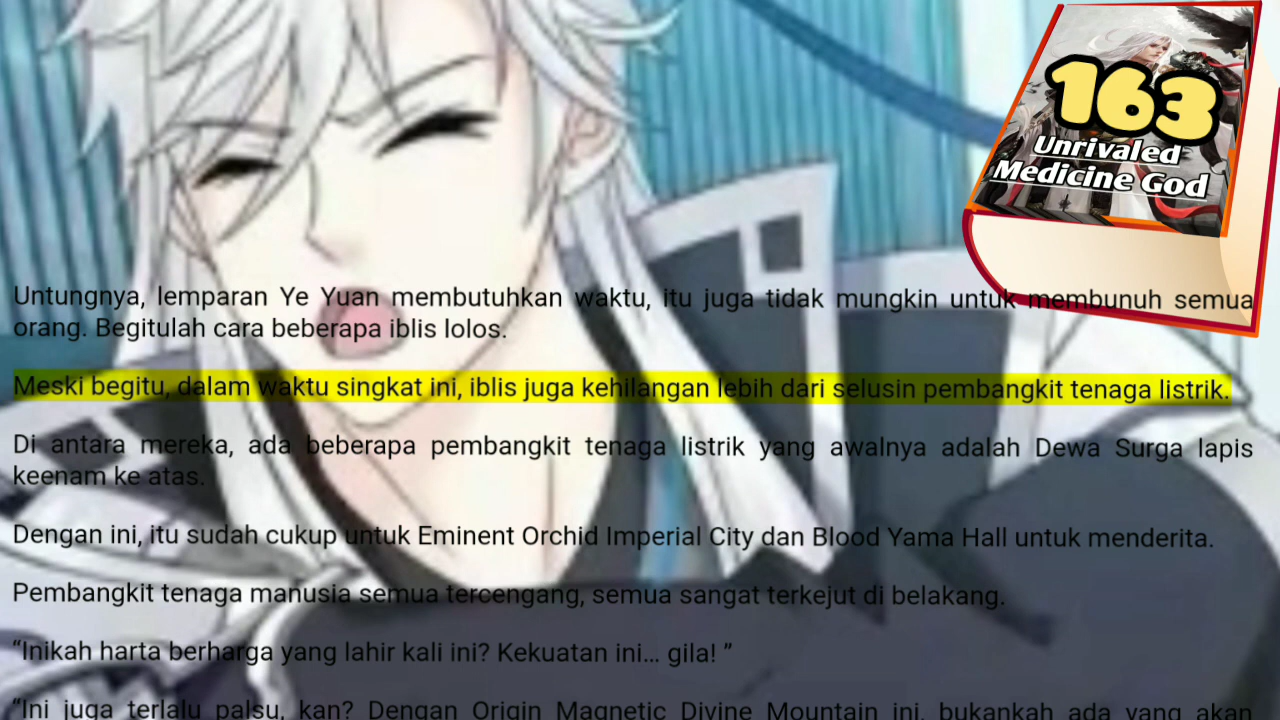 163
Unrivaled
Medicine God
Untungnya, lemparan Ye Yuan membutuhkan waktu, itu juga tidak mungkin untuk membunuh semua
orang. Begitulah cara beberapa iblis lolos.
Meski begitu, dalam waktu singkat ini, iblis juga kehilangan lebih dari selusin pembangkit tenaga listrik.
Di antara mereka, ada beberapa pembangkit tenaga listrik yang awalnya adalah Dewa Surga lapis
keenam ke atas.
Dengan ini, itu sudah cukup untuk Eminent Orchid Imperial City dan Blood Yama Hall untuk menderita.
Pembangkit tenaga manusia semua tercengang, semua sangat terkejut di belakang.
“Inikah harta berharga yang lahir kali ini? Kekuatan ini… gila! ”
“Ini juga terlalu palsu, kan? Dengan Origin Magnetic Divine Mountain ini, bukankah ada yang akan